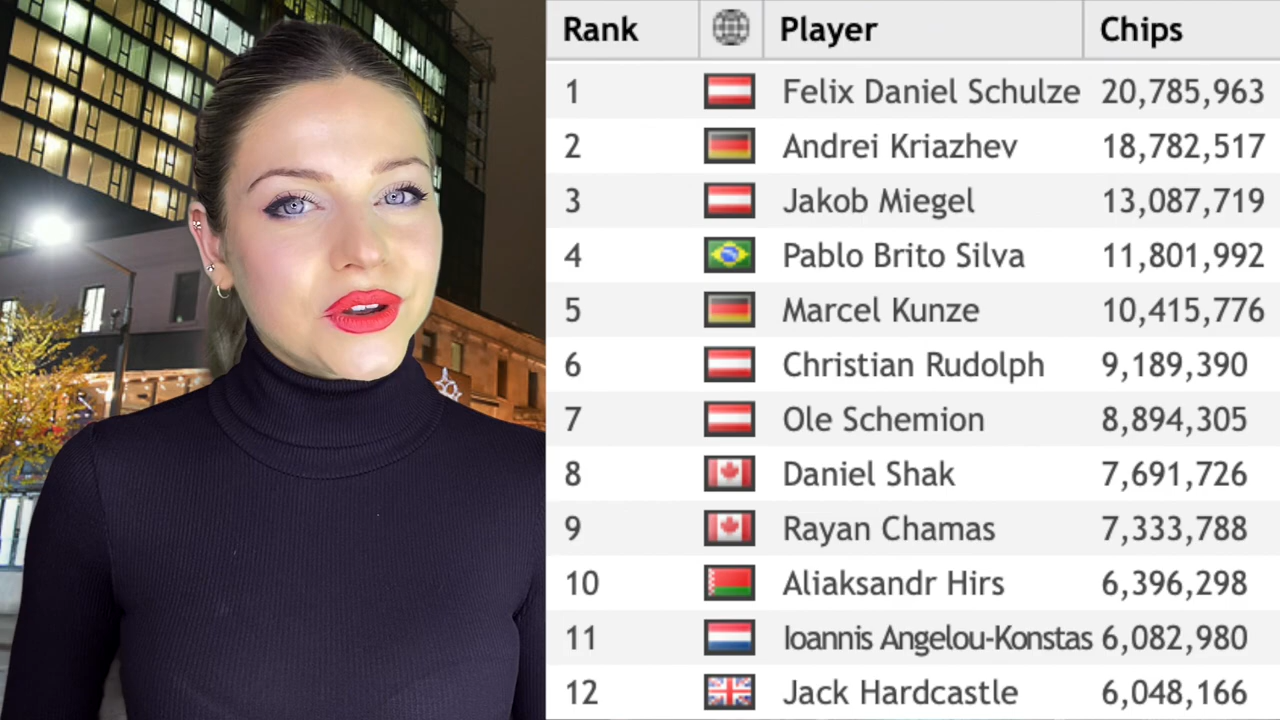 Rank Player Chips
1 Felix Daniel Schulze 20,785,963
2 Andrei Kriazhev 18,782,517
3 Jakob Miegel 13,087,719
4 Pablo Brito Silva 11,801,992
5 Marcel Kunze 10,415,776
6 Christian Rudolph 9,189,390
7 Ole Schemion 8,894,305
8 Daniel Shak 7,691,726
9 Rayan Chamas 7,333,788
10 Aliaksandr Hirs 6,396,298
11 Ioannis Angelou-Konstas 6,082,980
12 Jack Hardcastle 6,048,166